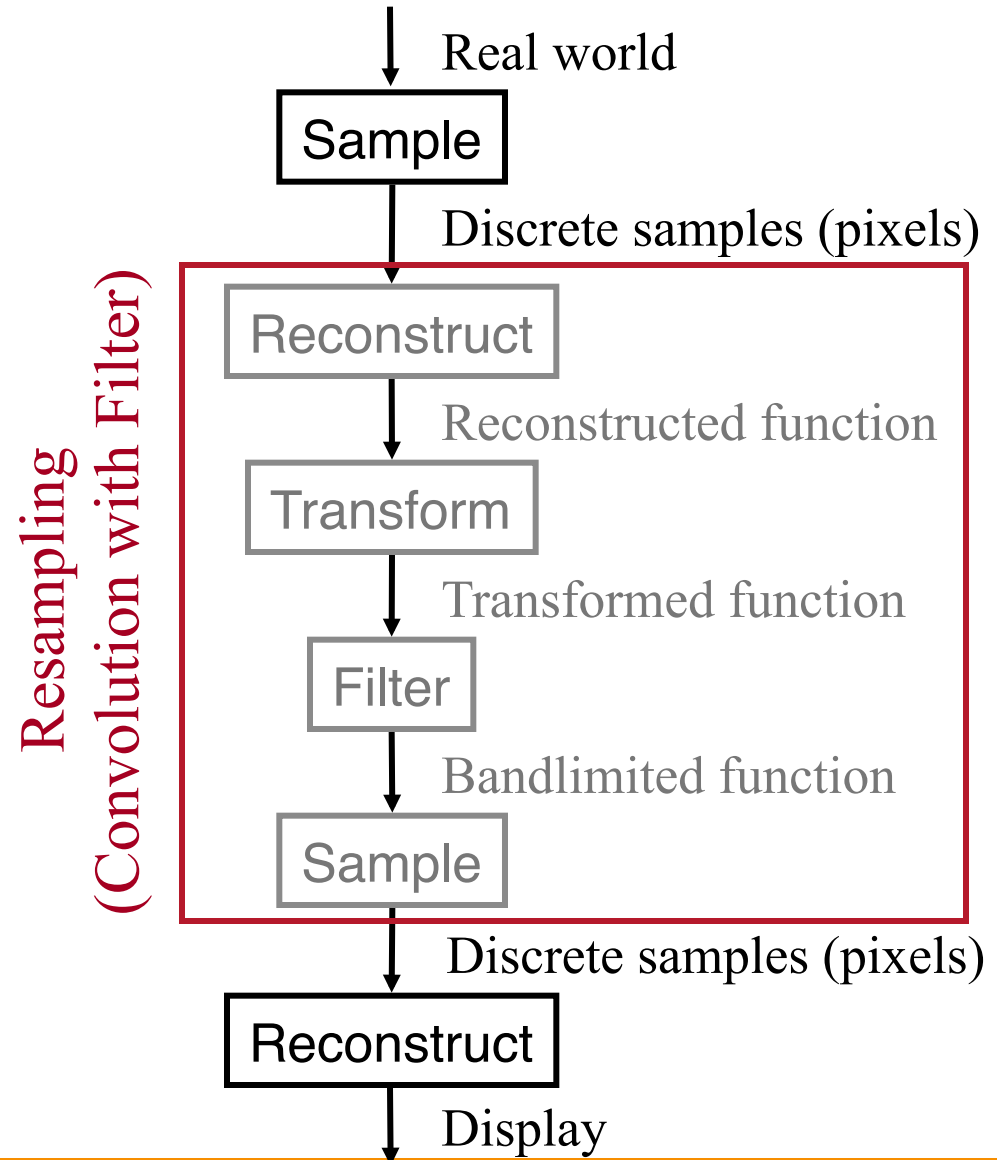 Real world
Sample
Discrete samples (pixels)
Resampling
(Convolution with Filter)
Reconstruct
Reconstructed function
Transform
Transformed function
Filter
Bandlimited function
Sample
Discrete samples (pixels)
Reconstruct
Display